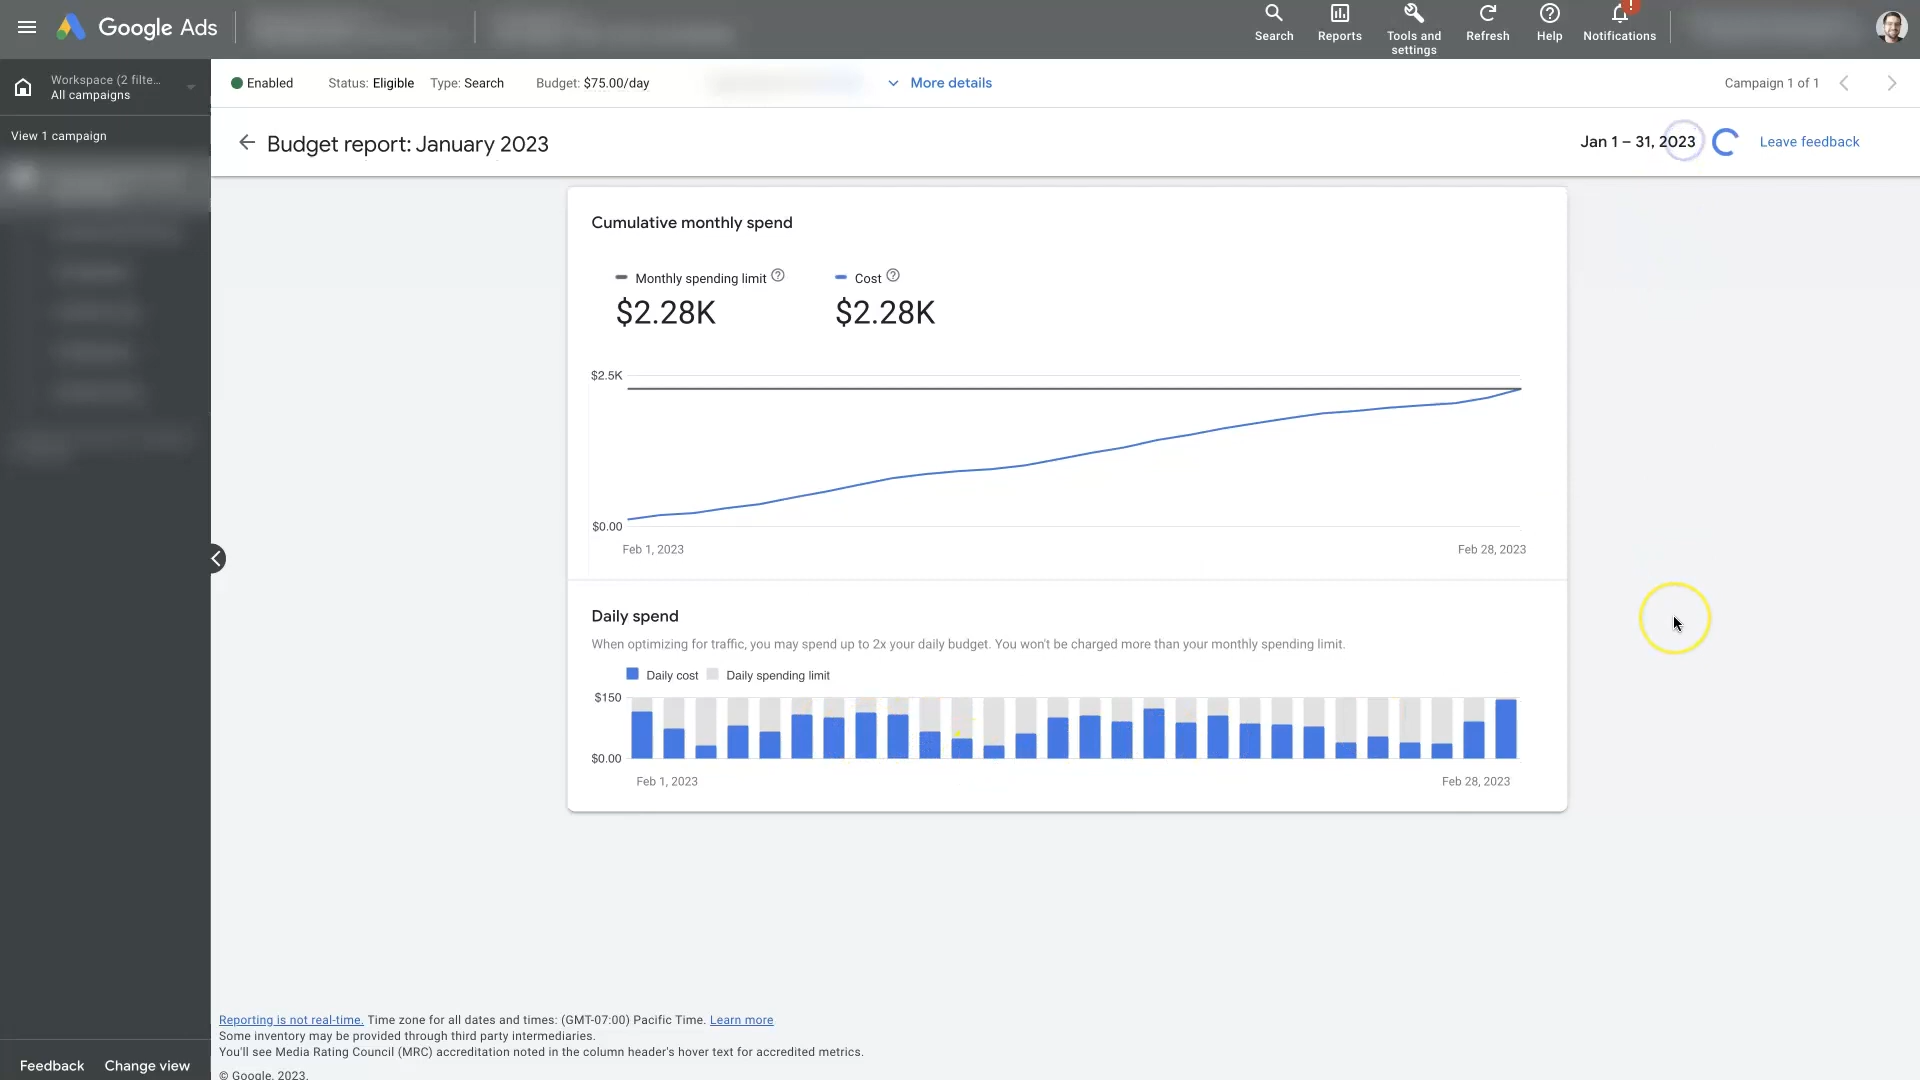 Google Ads
Search
Reports
Tools and
settings
Refresh
Help
!
Notifications
Workspace (2 filte...
All campaigns
View 1 campaign
Enabled
Status: Eligible
Type: Search
Budget: $75.00/day
More details
Campaign 1 of 1
Budget report: January 2023
Jan 1 – 31, 2023
Leave feedback
Cumulative monthly spend
Monthly spending limit ?
Cost ?
$2.28K
$2.28K
$2.5K
$0.00
Feb 1, 2023
Feb 28, 2023
Daily spend
When optimizing for traffic, you may spend up to 2x your daily budget. You won't be charged more than your monthly spending limit.
Daily cost
Daily spending limit
$150
$0.00
Feb 1, 2023
Feb 28, 2023
Reporting is not real-time. Time zone for all dates and times: (GMT-07:00) Pacific Time. Learn more
Some inventory may be provided through third party intermediaries.
You'll see Media Rating Council (MRC) accreditation noted in the column header's hover text for accredited metrics.
© Google, 2023.
Feedback
Change view